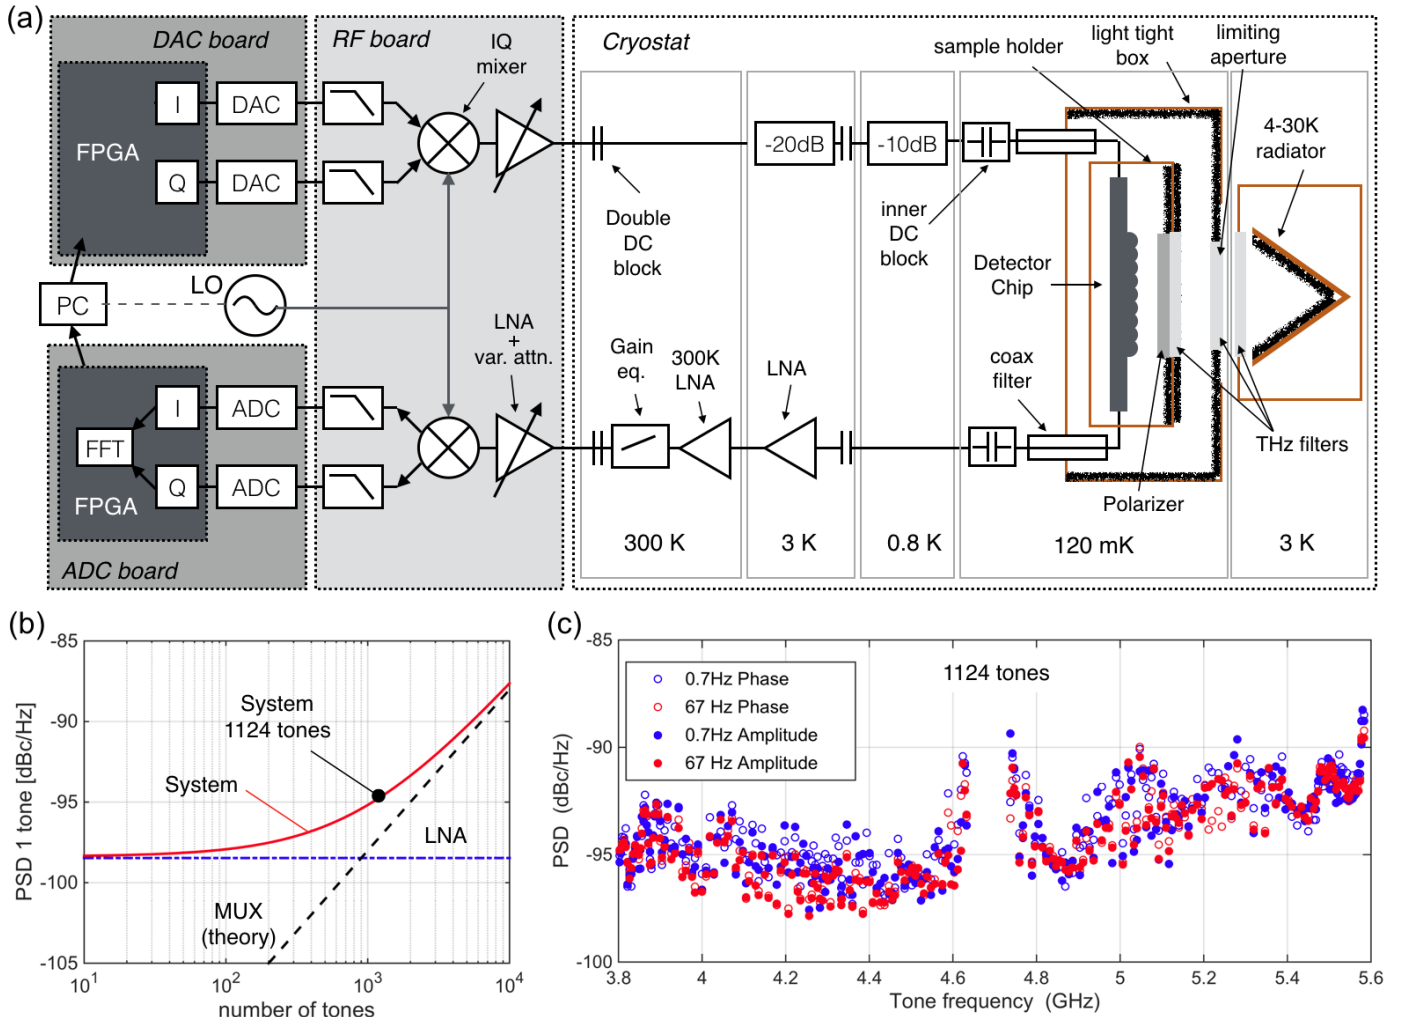 (a)
DAC board
RF board
IQ
mixer
Cryostat
sample holder
light tight
box
limiting
aperture
FPGA
I
DAC
Q
DAC
-20dB
-10dB
4-30K
radiator
Double
DC
block
inner
DC
block
Detector
Chip
PC
LO
LNA
+
var. attn.
Gain
eq.
300K
LNA
LNA
coax
filter
I
ADC
FFT
Q
ADC
FPGA
THz filters
Polarizer
ADC board
300 K
3 K
0.8 K
120 mK
3 K
(b)
-85
-90
-95
-100
-105
PSD 1 tone [dBc/Hz]
System
1124 tones
System
LNA
MUX
(theory)
10^1
10^2
10^3
10^4
number of tones
(c)
-85
-90
-95
-100
PSD (dBc/Hz)
0.7Hz Phase
67 Hz Phase
0.7Hz Amplitude
67 Hz Amplitude
1124 tones
3.8
4
4.2
4.4
4.6
4.8
5
5.2
5.4
5.6
Tone frequency (GHz)